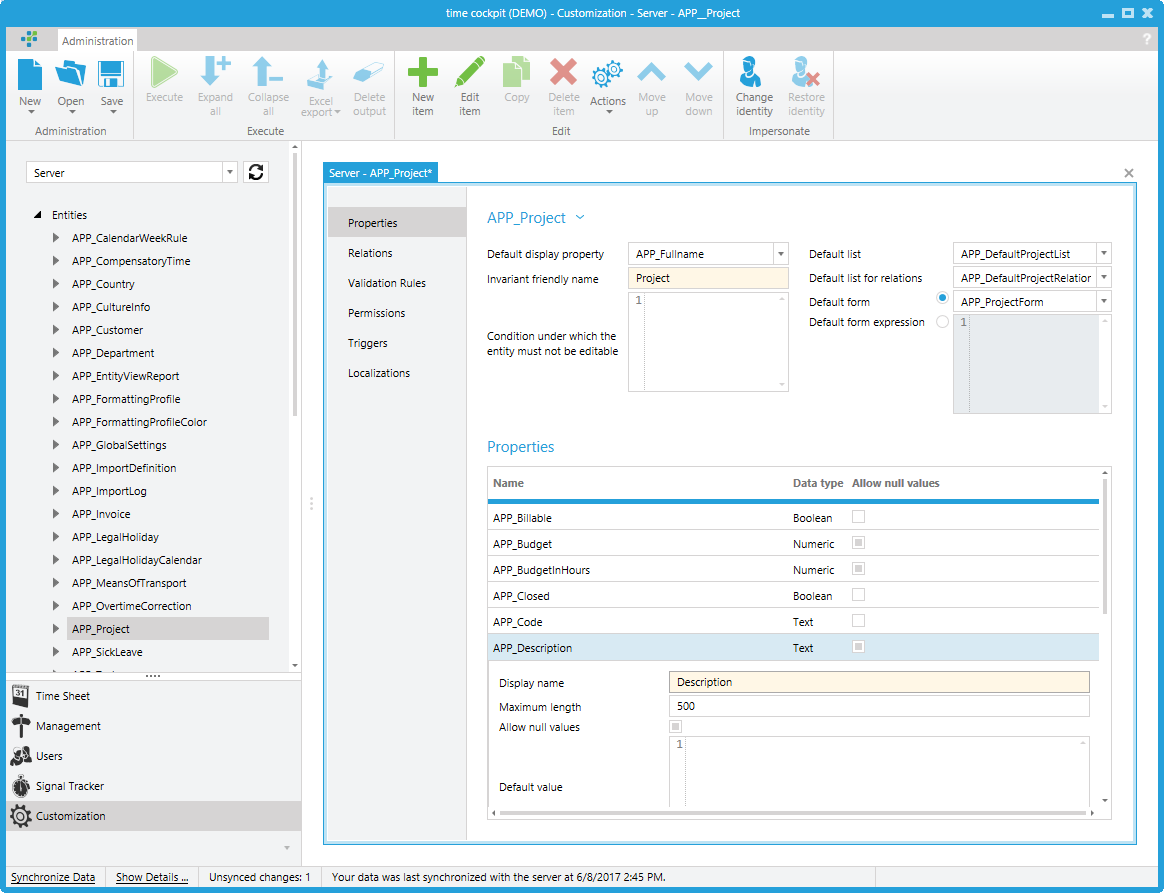 time cockpit (DEMO) - Customization - Server - APP__Project
Administration
?
New
Open
Save
Administration
Execute
Expand all
Collapse all
Excel export
Delete output
Execute
New item
Edit item
Copy
Delete item
Actions
Move up
Move down
Edit
Change identity
Restore identity
Impersonate
Server
Entities
APP_CalendarWeekRule
APP_CompensatoryTime
APP_Country
APP_CultureInfo
APP_Customer
APP_Department
APP_EntityViewReport
APP_FormattingProfile
APP_FormattingProfileColor
APP_GlobalSettings
APP_ImportDefinition
APP_ImportLog
APP_Invoice
APP_LegalHoliday
APP_LegalHolidayCalendar
APP_MeansOfTransport
APP_OvertimeCorrection
APP_Project
APP_SickLeave
31
Time Sheet
Management
Users
Signal Tracker
Customization
Server - APP_Project*
Properties
Relations
Validation Rules
Permissions
Triggers
Localizations
APP_Project
Default display property
APP_Fullname
Invariant friendly name
Project
1
Condition under which the
entity must not be editable
Default list
APP_DefaultProjectList
Default list for relations
APP_DefaultProjectRelation
Default form
APP_ProjectForm
Default form expression
1
Properties
Name Data type Allow null values
APP_Billable Boolean
APP_Budget Numeric
APP_BudgetInHours Numeric
APP_Closed Boolean
APP_Code Text
APP_Description Text
Display name Description
Maximum length 500
Allow null values
1
Default value
Synchronize Data Show Details ... Unsynced changes: 1 Your data was last synchronized with the server at 6/8/2017 2:45 PM.